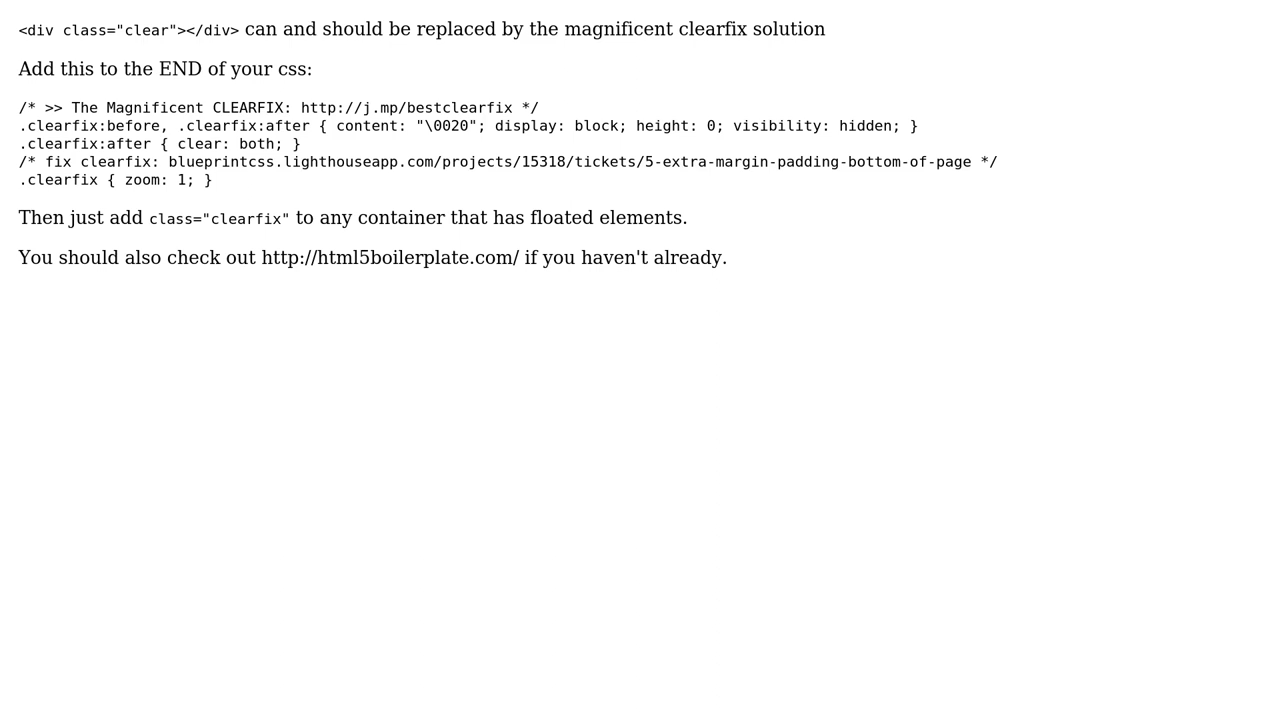 <div class="clear"></div> can and should be replaced by the magnificent clearfix solution
Add this to the END of your css:
/* >> The Magnificent CLEARFIX: http://j.mp/bestclearfix */
.clearfix:before, .clearfix:after { content: "\0020"; display: block; height: 0; visibility: hidden; }
.clearfix:after { clear: both; }
/* fix clearfix: blueprintcss.lighthouseapp.com/projects/15318/tickets/5-extra-margin-padding-bottom-of-page */
.clearfix { zoom: 1; }
Then just add class="clearfix" to any container that has floated elements.
You should also check out http://html5boilerplate.com/ if you haven't already.